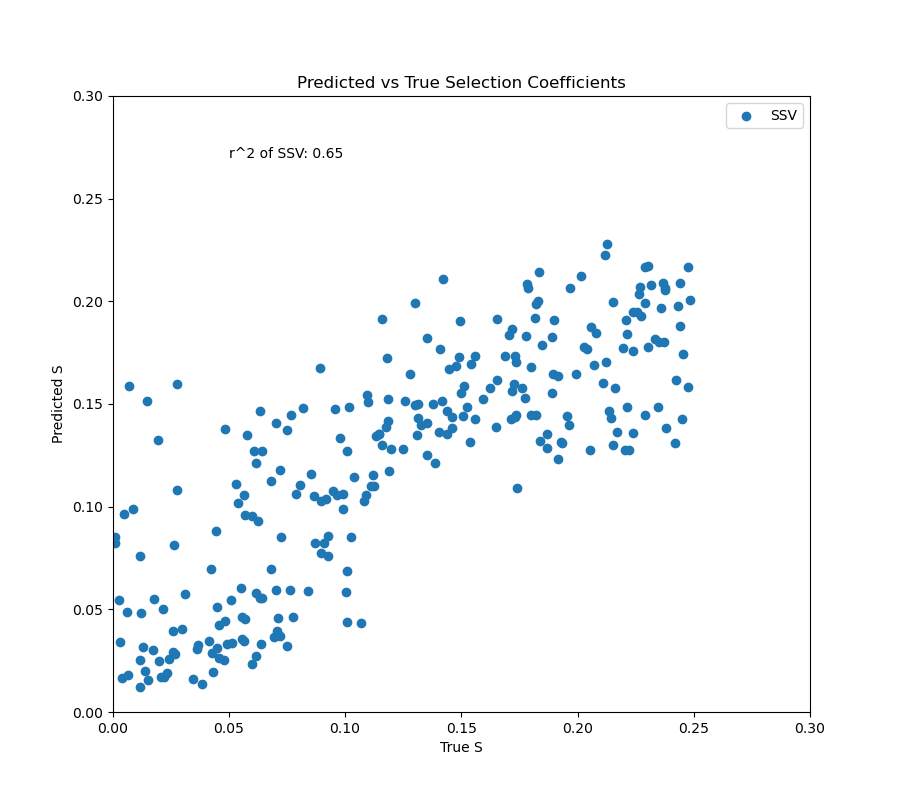 Predicted vs True Selection Coefficients
SSV
r^2 of SSV: 0.65
Predicted S
0.30
0.25
0.20
0.15
0.10
0.05
0.00
0.00 0.05 0.10 0.15 0.20 0.25 0.30
True S